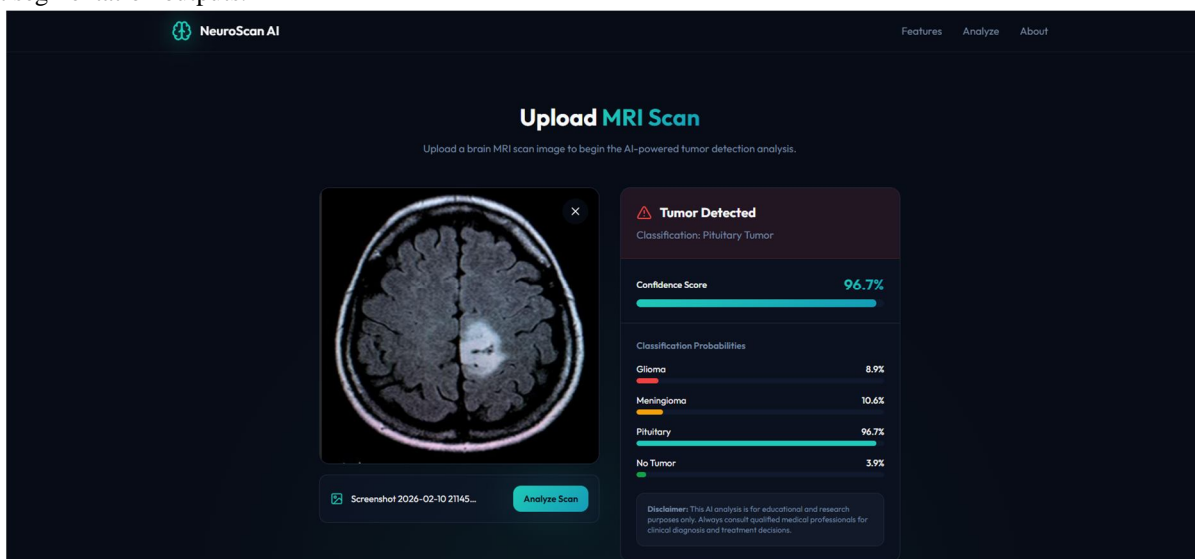 NeuroScan AI
Features Analyze About
Upload MRI Scan
Upload a brain MRI scan image to begin the AI-powered tumor detection analysis.
Tumor Detected
Classification: Pituitary Tumor
Confidence Score 96.7%
Classification Probabilities
Glioma 8.9%
Meningioma 10.6%
Pituitary 96.7%
No Tumor 3.9%
Screenshot 2026-02-10 21145...
Analyze Scan
Disclaimer: This AI analysis is for educational and research
purposes only. Always consult qualified medical professionals for
clinical diagnosis and treatment decisions.